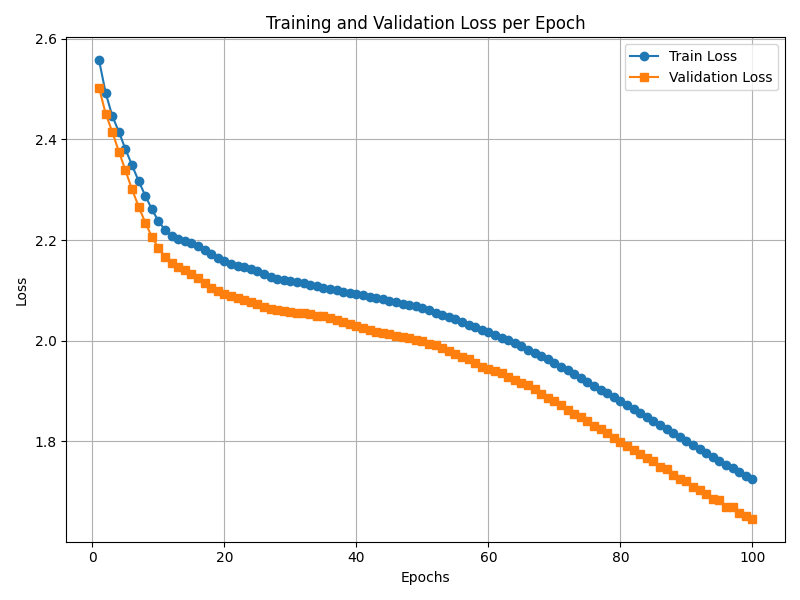 Training and Validation Loss per Epoch
Train Loss
Validation Loss
2.6
2.4
2.2
2.0
1.8
Loss
0 20 40 60 80 100
Epochs